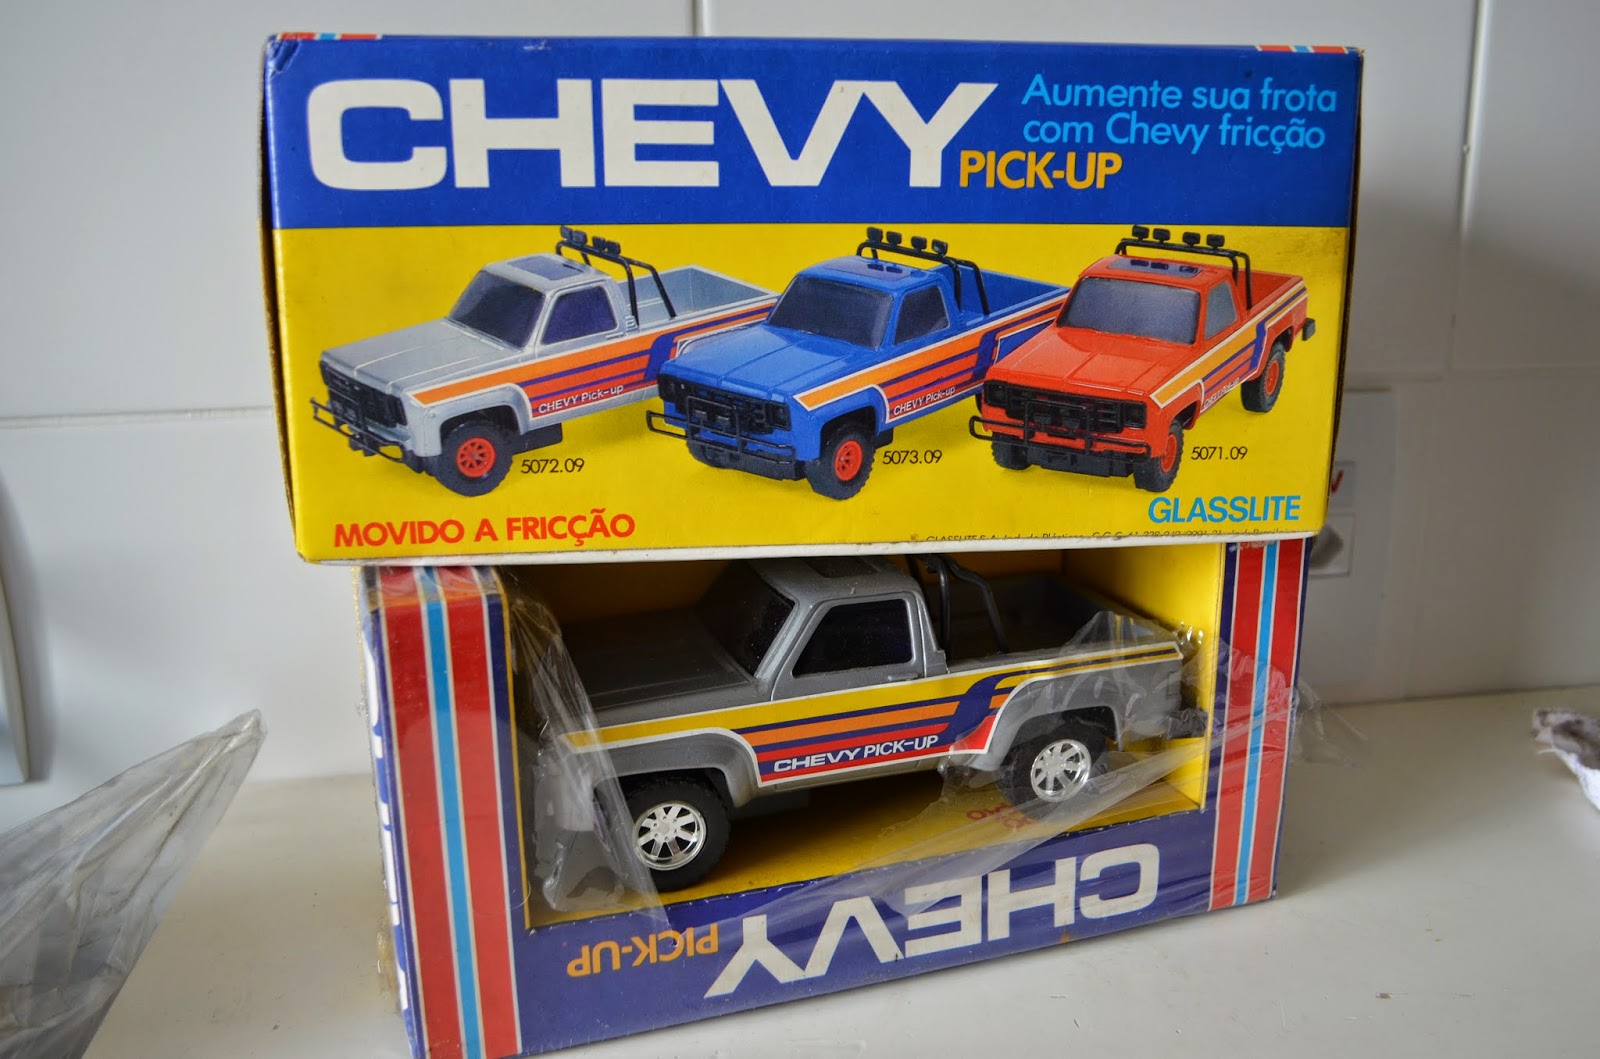 CHEVY
PICK-UP
Aumente sua frota
com Chevy fricção
CHEVY Pick-up
CHEVY Pick-up
5072.09
5073.09
5071.09
MOVIDO A FRICÇÃO
GLASSLITE
CHEVY PICK-UP
CHEVY
PICK-UP